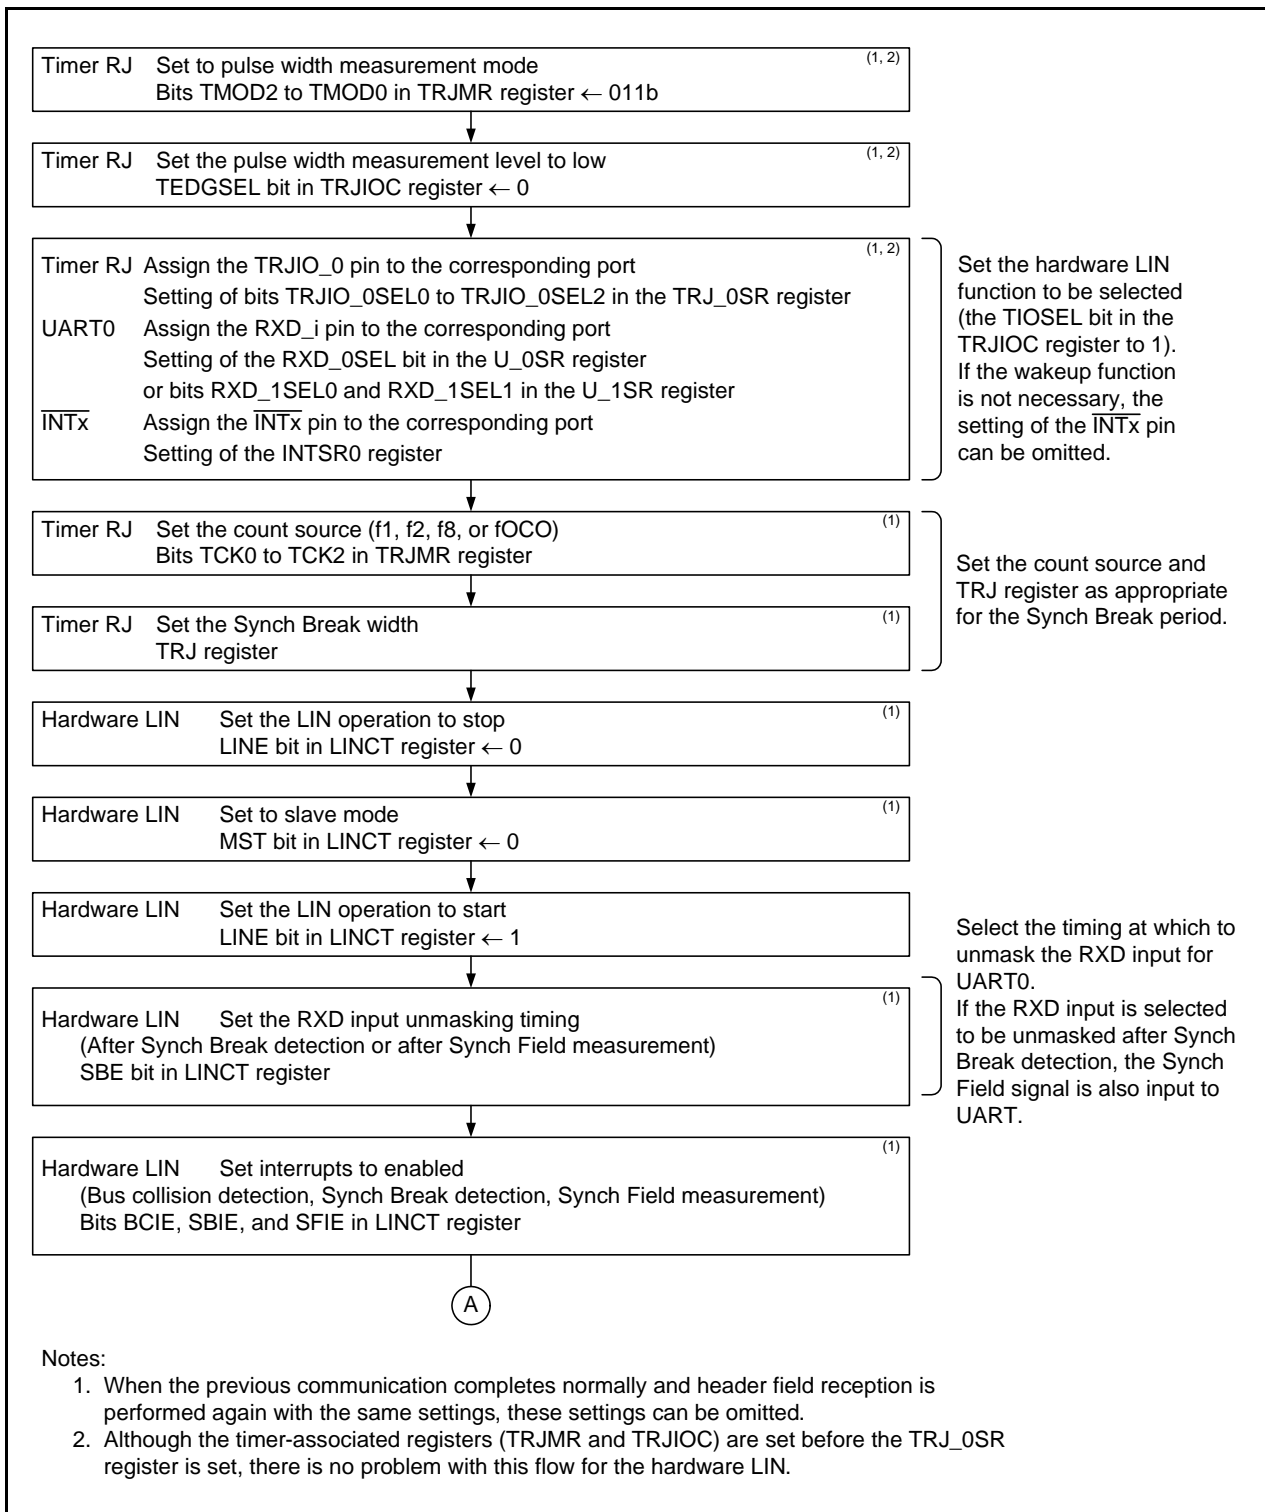 Timer RJ Set to pulse width measurement mode (1, 2)
Bits TMOD2 to TMOD0 in TRJMR register ← 011b
Timer RJ Set the pulse width measurement level to low (1, 2)
TEDGSEL bit in TRJIOC register ← 0
(1, 2)
Timer RJ Assign the TRJIO_0 pin to the corresponding port
Setting of bits TRJIO_0SEL0 to TRJIO_0SEL2 in the TRJ_0SR register
UART0 Assign the RXD_i pin to the corresponding port
Setting of the RXD_0SEL bit in the U_0SR register
or bits RXD_1SEL0 and RXD_1SEL1 in the U_1SR register
INTx Assign the INTx pin to the corresponding port
Setting of the INTSR0 register
Set the hardware LIN
function to be selected
(the TIOSEL bit in the
TRJIOC register to 1).
If the wakeup function
is not necessary, the
setting of the INTx pin
can be omitted.
Timer RJ Set the count source (f1, f2, f8, or fOCO) (1)
Bits TCK0 to TCK2 in TRJMR register
Timer RJ Set the Synch Break width (1)
TRJ register
Set the count source and
TRJ register as appropriate
for the Synch Break period.
Hardware LIN Set the LIN operation to stop (1)
LINE bit in LINCT register ← 0
Hardware LIN Set to slave mode (1)
MST bit in LINCT register ← 0
Hardware LIN Set the LIN operation to start (1)
LINE bit in LINCT register ← 1
(1)
Hardware LIN Set the RXD input unmasking timing
(After Synch Break detection or after Synch Field measurement)
SBE bit in LINCT register
Select the timing at which to
unmask the RXD input for
UART0.
If the RXD input is selected
to be unmasked after Synch
Break detection, the Synch
Field signal is also input to
UART.
(1)
Hardware LIN Set interrupts to enabled
(Bus collision detection, Synch Break detection, Synch Field measurement)
Bits BCIE, SBIE, and SFIE in LINCT register
A
Notes:
1. When the previous communication completes normally and header field reception is
performed again with the same settings, these settings can be omitted.
2. Although the timer-associated registers (TRJMR and TRJIOC) are set before the TRJ_0SR
register is set, there is no problem with this flow for the hardware LIN.